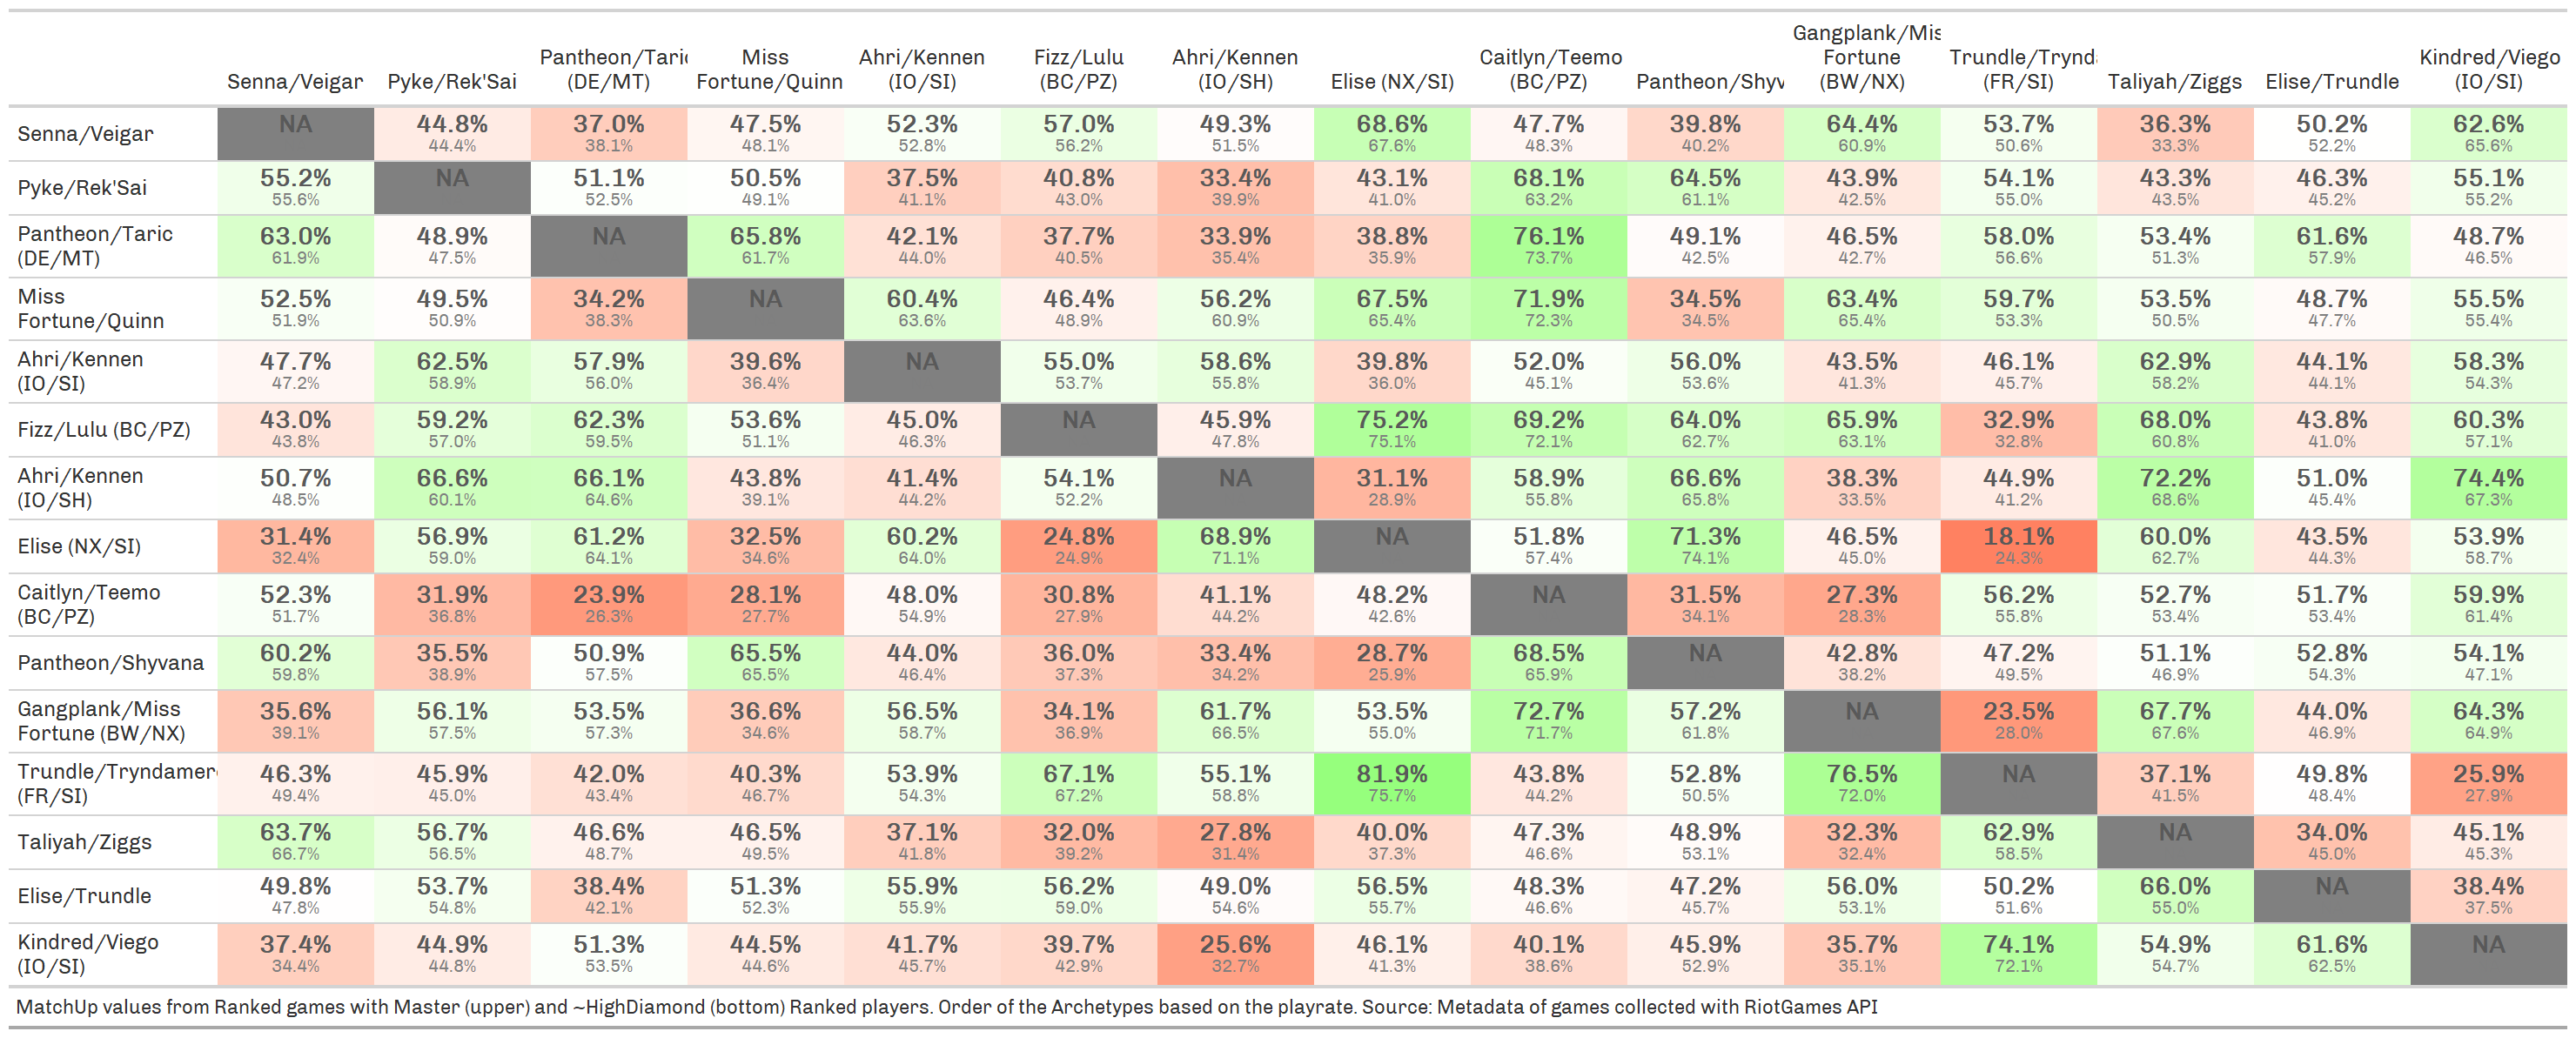 Senna/Veigar Pyke/Rek'Sai Pantheon/Taric (DE/MT) Miss Fortune/Quinn Ahri/Kennen (IO/SI) Fizz/Lulu (BC/PZ) Ahri/Kennen (IO/SH) Elise (NX/SI) Caitlyn/Teemo (BC/PZ) Pantheon/Shyv Gangplank/Mis Fortune (BW/NX) Trundle/Trynda (FR/SI) Taliyah/Ziggs Elise/Trundle Kindred/Viego (IO/SI)
Senna/Veigar NA 44.8% 37.0% 47.5% 52.3% 57.0% 49.3% 68.6% 47.7% 39.8% 64.4% 53.7% 36.3% 50.2% 62.6%
44.4% 38.1% 48.1% 52.8% 56.2% 51.5% 67.6% 48.3% 40.2% 60.9% 50.6% 33.3% 52.2% 65.6%
Pyke/Rek'Sai 55.2% NA 51.1% 50.5% 37.5% 40.8% 33.4% 43.1% 68.1% 64.5% 43.9% 54.1% 43.3% 46.3% 55.1%
55.6% 52.5% 49.1% 41.1% 43.0% 39.9% 41.0% 63.2% 61.1% 42.5% 55.0% 43.5% 45.2% 55.2%
Pantheon/Taric 63.0% 48.9% NA 65.8% 42.1% 37.7% 33.9% 38.8% 76.1% 49.1% 46.5% 58.0% 53.4% 61.6% 48.7%
(DE/MT) 61.9% 47.5% 61.7% 44.0% 40.5% 35.4% 35.9% 73.7% 42.5% 42.7% 56.6% 51.3% 57.9% 46.5%
Miss 52.5% 49.5% 34.2% NA 60.4% 46.4% 56.2% 67.5% 71.9% 34.5% 63.4% 59.7% 53.5% 48.7% 55.5%
Fortune/Quinn 51.9% 50.9% 38.3% 63.6% 48.9% 60.9% 65.4% 72.3% 34.5% 65.4% 53.3% 50.5% 47.7% 55.4%
Ahri/Kennen 47.7% 62.5% 57.9% 39.6% NA 55.0% 58.6% 39.8% 52.0% 56.0% 43.5% 46.1% 62.9% 44.1% 58.3%
(IO/SI) 47.2% 58.9% 56.0% 36.4% 53.7% 55.8% 36.0% 45.1% 53.6% 41.3% 45.7% 58.2% 44.1% 54.3%
Fizz/Lulu (BC/PZ) 43.0% 59.2% 62.3% 53.6% 45.0% NA 45.9% 75.2% 69.2% 64.0% 65.9% 32.9% 68.0% 43.8% 60.3%
43.8% 57.0% 59.5% 51.1% 46.3% 47.8% 75.1% 72.1% 62.7% 63.1% 32.8% 60.8% 41.0% 57.1%
Ahri/Kennen 50.7% 66.6% 66.1% 43.8% 41.4% 54.1% NA 31.1% 58.9% 66.6% 38.3% 44.9% 72.2% 51.0% 74.4%
(IO/SH) 48.5% 60.1% 64.6% 39.1% 44.2% 52.2% 28.9% 55.8% 65.8% 33.5% 41.2% 68.6% 45.4% 67.3%
Elise (NX/SI) 31.4% 56.9% 61.2% 32.5% 60.2% 24.8% 68.9% NA 51.8% 71.3% 46.5% 18.1% 60.0% 43.5% 53.9%
32.4% 59.0% 64.1% 34.6% 64.0% 24.9% 71.1% 57.4% 74.1% 45.0% 24.3% 62.7% 44.3% 58.7%
Caitlyn/Teemo 52.3% 31.9% 23.9% 28.1% 48.0% 30.8% 41.1% 48.2% NA 31.5% 27.3% 56.2% 52.7% 51.7% 59.9%
(BC/PZ) 51.7% 36.8% 26.3% 27.7% 54.9% 27.9% 44.2% 42.6% 34.1% 28.3% 55.8% 53.4% 53.4% 61.4%
Pantheon/Shyvana 60.2% 35.5% 50.9% 65.5% 44.0% 36.0% 33.4% 28.7% 68.5% NA 42.8% 47.2% 51.1% 52.8% 54.1%
59.8% 38.9% 57.5% 65.5% 46.4% 37.3% 34.2% 25.9% 65.9% 38.2% 49.5% 46.9% 54.3% 47.1%
Gangplank/Miss 35.6% 56.1% 53.5% 36.6% 56.5% 34.1% 61.7% 53.5% 72.7% 57.2% NA 23.5% 67.7% 44.0% 64.3%
Fortune (BW/NX) 39.1% 57.5% 57.3% 34.6% 58.7% 36.9% 66.5% 55.0% 71.7% 61.8% 28.0% 67.6% 46.9% 64.9%
Trundle/Tryndamer 46.3% 45.9% 42.0% 40.3% 53.9% 67.1% 55.1% 81.9% 43.8% 52.8% 76.5% NA 37.1% 49.8% 25.9%
(FR/SI) 49.4% 45.0% 43.4% 46.7% 54.3% 67.2% 58.8% 75.7% 44.2% 50.5% 72.0% 41.5% 48.4% 27.9%
Taliyah/Ziggs 63.7% 56.7% 46.6% 46.5% 37.1% 32.0% 27.8% 40.0% 47.3% 48.9% 32.3% 62.9% NA 34.0% 45.1%
66.7% 56.5% 48.7% 49.5% 41.8% 39.2% 31.4% 37.3% 46.6% 53.1% 32.4% 58.5% 45.0% 45.3%
Elise/Trundle 49.8% 53.7% 38.4% 51.3% 55.9% 56.2% 49.0% 56.5% 48.3% 47.2% 56.0% 50.2% 66.0% NA 38.4%
47.8% 54.8% 42.1% 52.3% 55.9% 59.0% 54.6% 55.7% 46.6% 45.7% 53.1% 51.6% 55.0% 37.5%
Kindred/Viego 37.4% 44.9% 51.3% 44.5% 41.7% 39.7% 25.6% 46.1% 40.1% 45.9% 35.7% 74.1% 54.9% 61.6% NA
(IO/SI) 34.4% 44.8% 53.5% 44.6% 45.7% 42.9% 32.7% 41.3% 38.6% 52.9% 35.1% 72.1% 54.7% 62.5%
MatchUp values from Ranked games with Master (upper) and ~HighDiamond (bottom) Ranked players. Order of the Archetypes based on the playrate. Source: Metadata of games collected with RiotGames API